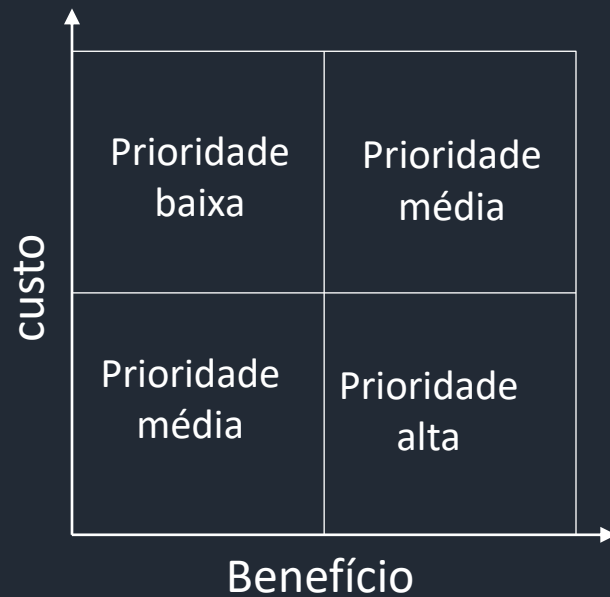 Prioridade
baixa
Prioridade
média
custo
Prioridade
média
Prioridade
alta
Benefício